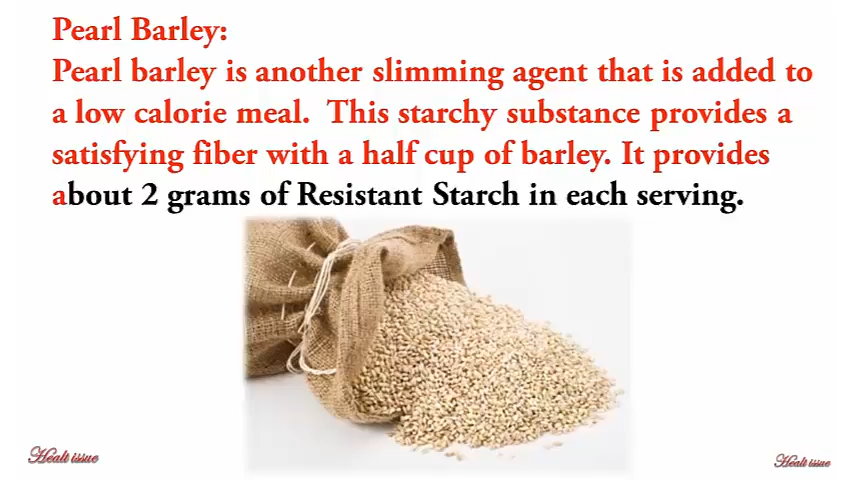 Pearl Barley:
Pearl barley is another slimming agent that is added to
a low calorie meal.  This starchy substance provides a
satisfying fiber with a half cup of barley. It provides
about 2 grams of Resistant Starch in each serving.
Healt issue
Healt issue